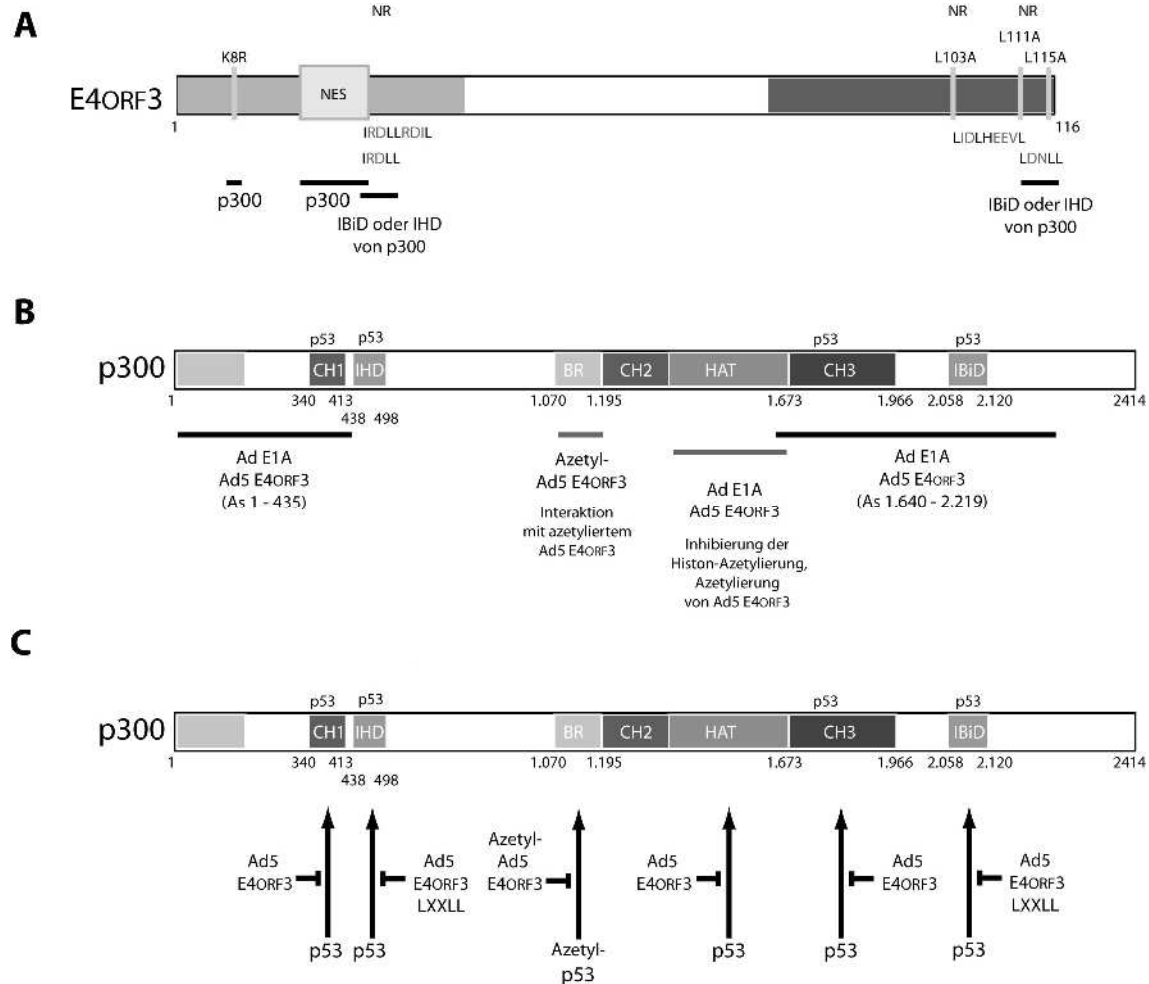 A
NR NR NR
L111A
K8R L103A L115A
E4ORF3
NES
1 116
IRDLLRDIL LIDLHEEVL
IRDLL LDNLL
p300 p300
IBiD oder IHD
von p300
IBiD oder IHD
von p300
B
p53 p53 p53 p53
p300
CH1 IHD BR CH2 HAT CH3 IBiD
1 340 413 1.070 1.195 1.673 1.966 2.058 2.120 2414
438 498
Ad E1A
Ad5 E4ORF3
(As 1 - 435)
Azetyl-
Ad5 E4ORF3
Interaktion
mit azetyliertem
Ad5 E4ORF3
Ad E1A
Ad5 E4ORF3
Inhibierung der
Histon-Azetylierung,
Azetylierung
von Ad5 E4ORF3
Ad E1A
Ad5 E4ORF3
(As 1.640 - 2.219)
C
p53 p53 p53 p53
p300
CH1 IHD BR CH2 HAT CH3 IBiD
1 340 413 1.070 1.195 1.673 1.966 2.058 2.120 2414
438 498
Ad5
E4ORF3
Ad5
E4ORF3
LXXLL
Azetyl-
Ad5
E4ORF3
Ad5
E4ORF3
Ad5
E4ORF3
Ad5
E4ORF3
LXXLL
p53 p53
Azetyl-
p53
p53 p53 p53